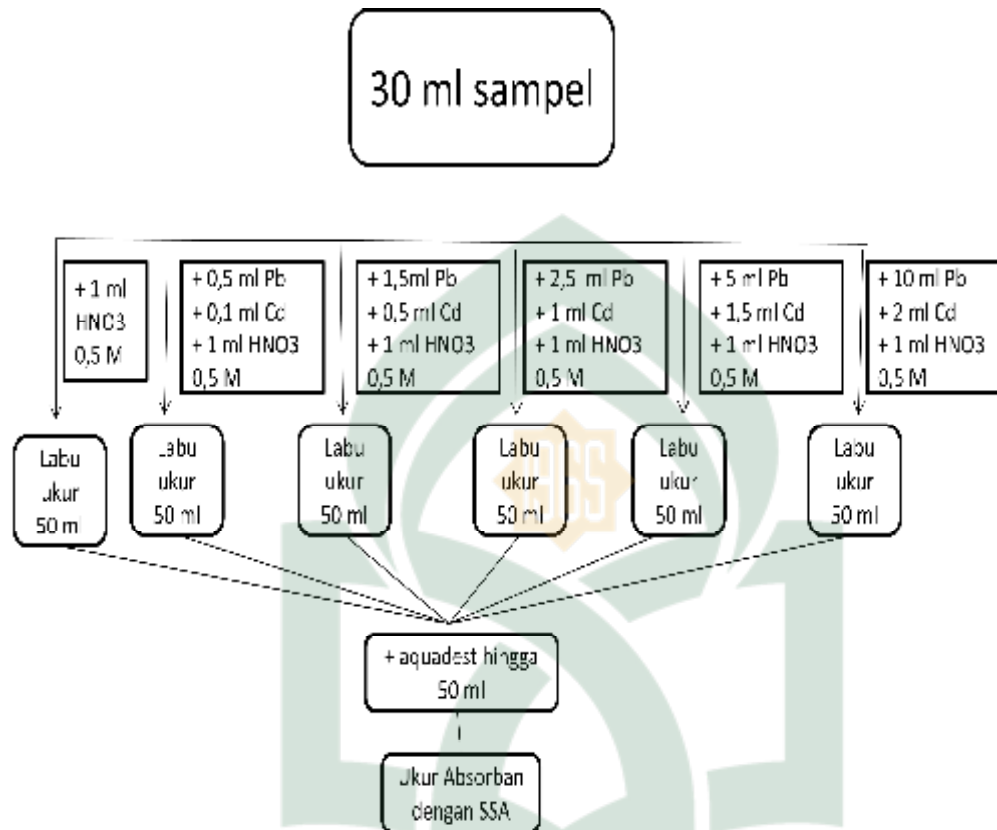 30 ml sampel
+ 1 ml
HNO3
0,5 M
+ 0,5 ml Pb
+ 0,1 ml Cd
+ 1 ml HNO3
0,5 M
+ 1,5ml Pb
+ 0,5 ml Cd
+ 1 ml HNO3
0,5 M
+ 2,5 ml Pb
+ 1 ml Cd
+ 1 ml HNO3
0,5 M
+ 5 ml Pb
+ 1,5 ml Cd
+ 1 ml HNO3
0,5 M
+ 10 ml Pb
+ 2 ml Cd
+ 1 ml HNO3
0,5 M
Labu
ukur
50 ml
Labu
ukur
50 ml
Labu
ukur
50 ml
Labu
ukur
50 ml
Labu
ukur
50 ml
Labu
ukur
50 ml
1965
+ aquadest hingga
50 ml
Ukur Absorban
dengan SSA